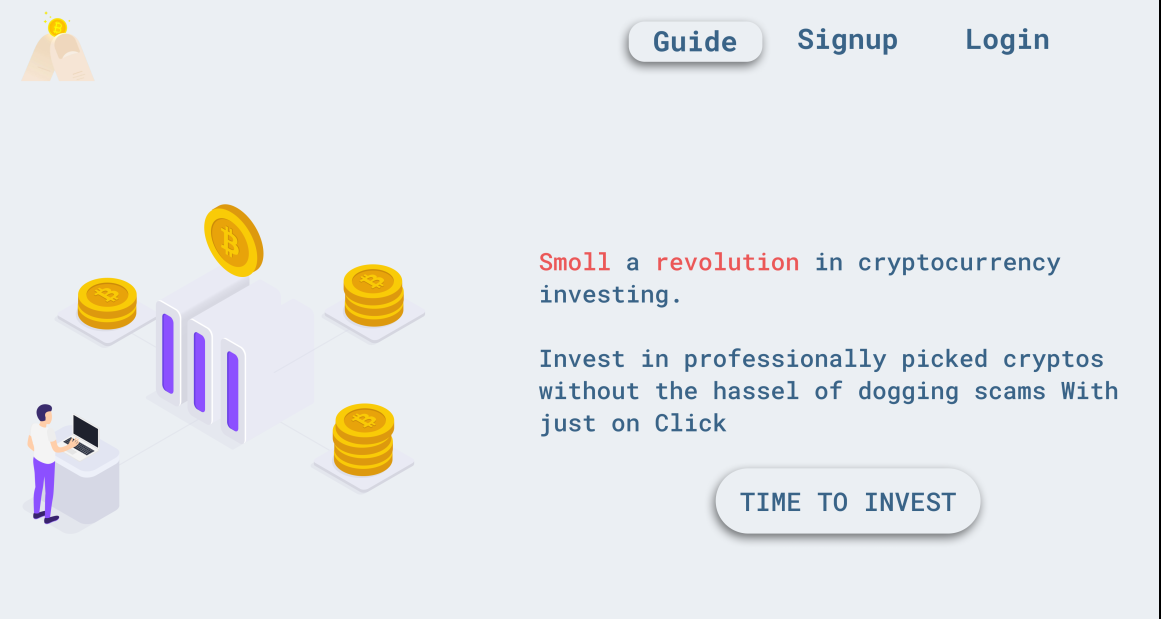 Guide Signup Login
Smoll a revolution in cryptocurrency
investing.
Invest in professionally picked cryptos
without the hassel of dogging scams With
just on Click
TIME TO INVEST